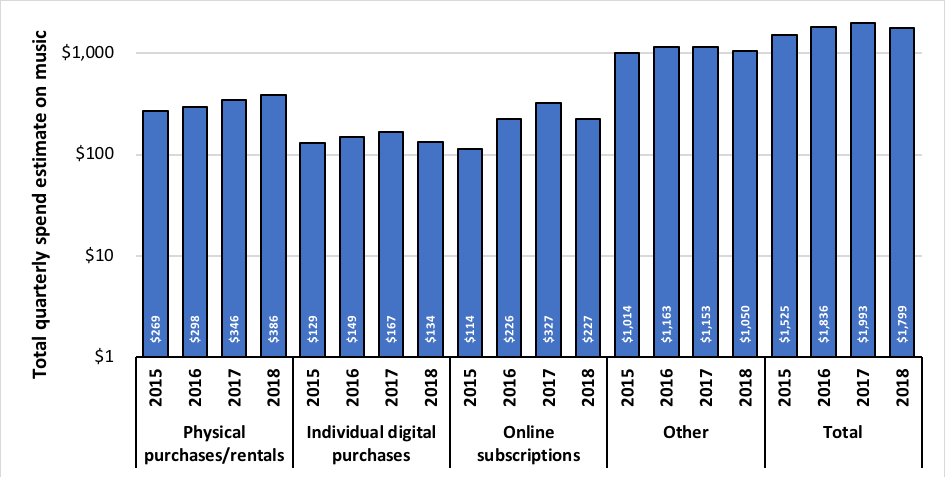 Total quarterly spend estimate on music
$1,000
$100
$10
$1
$269 $298 $346 $386 $129 $149 $167 $134 $114 $226 $327 $227 $1,014 $1,163 $1,153 $1,050 $1,525 $1,836 $1,993 $1,799
2015 2016 2017 2018 2015 2016 2017 2018 2015 2016 2017 2018 2015 2016 2017 2018 2015 2016 2017 2018
Physical
purchases/rentals
Individual digital
purchases
Online
subscriptions
Other
Total